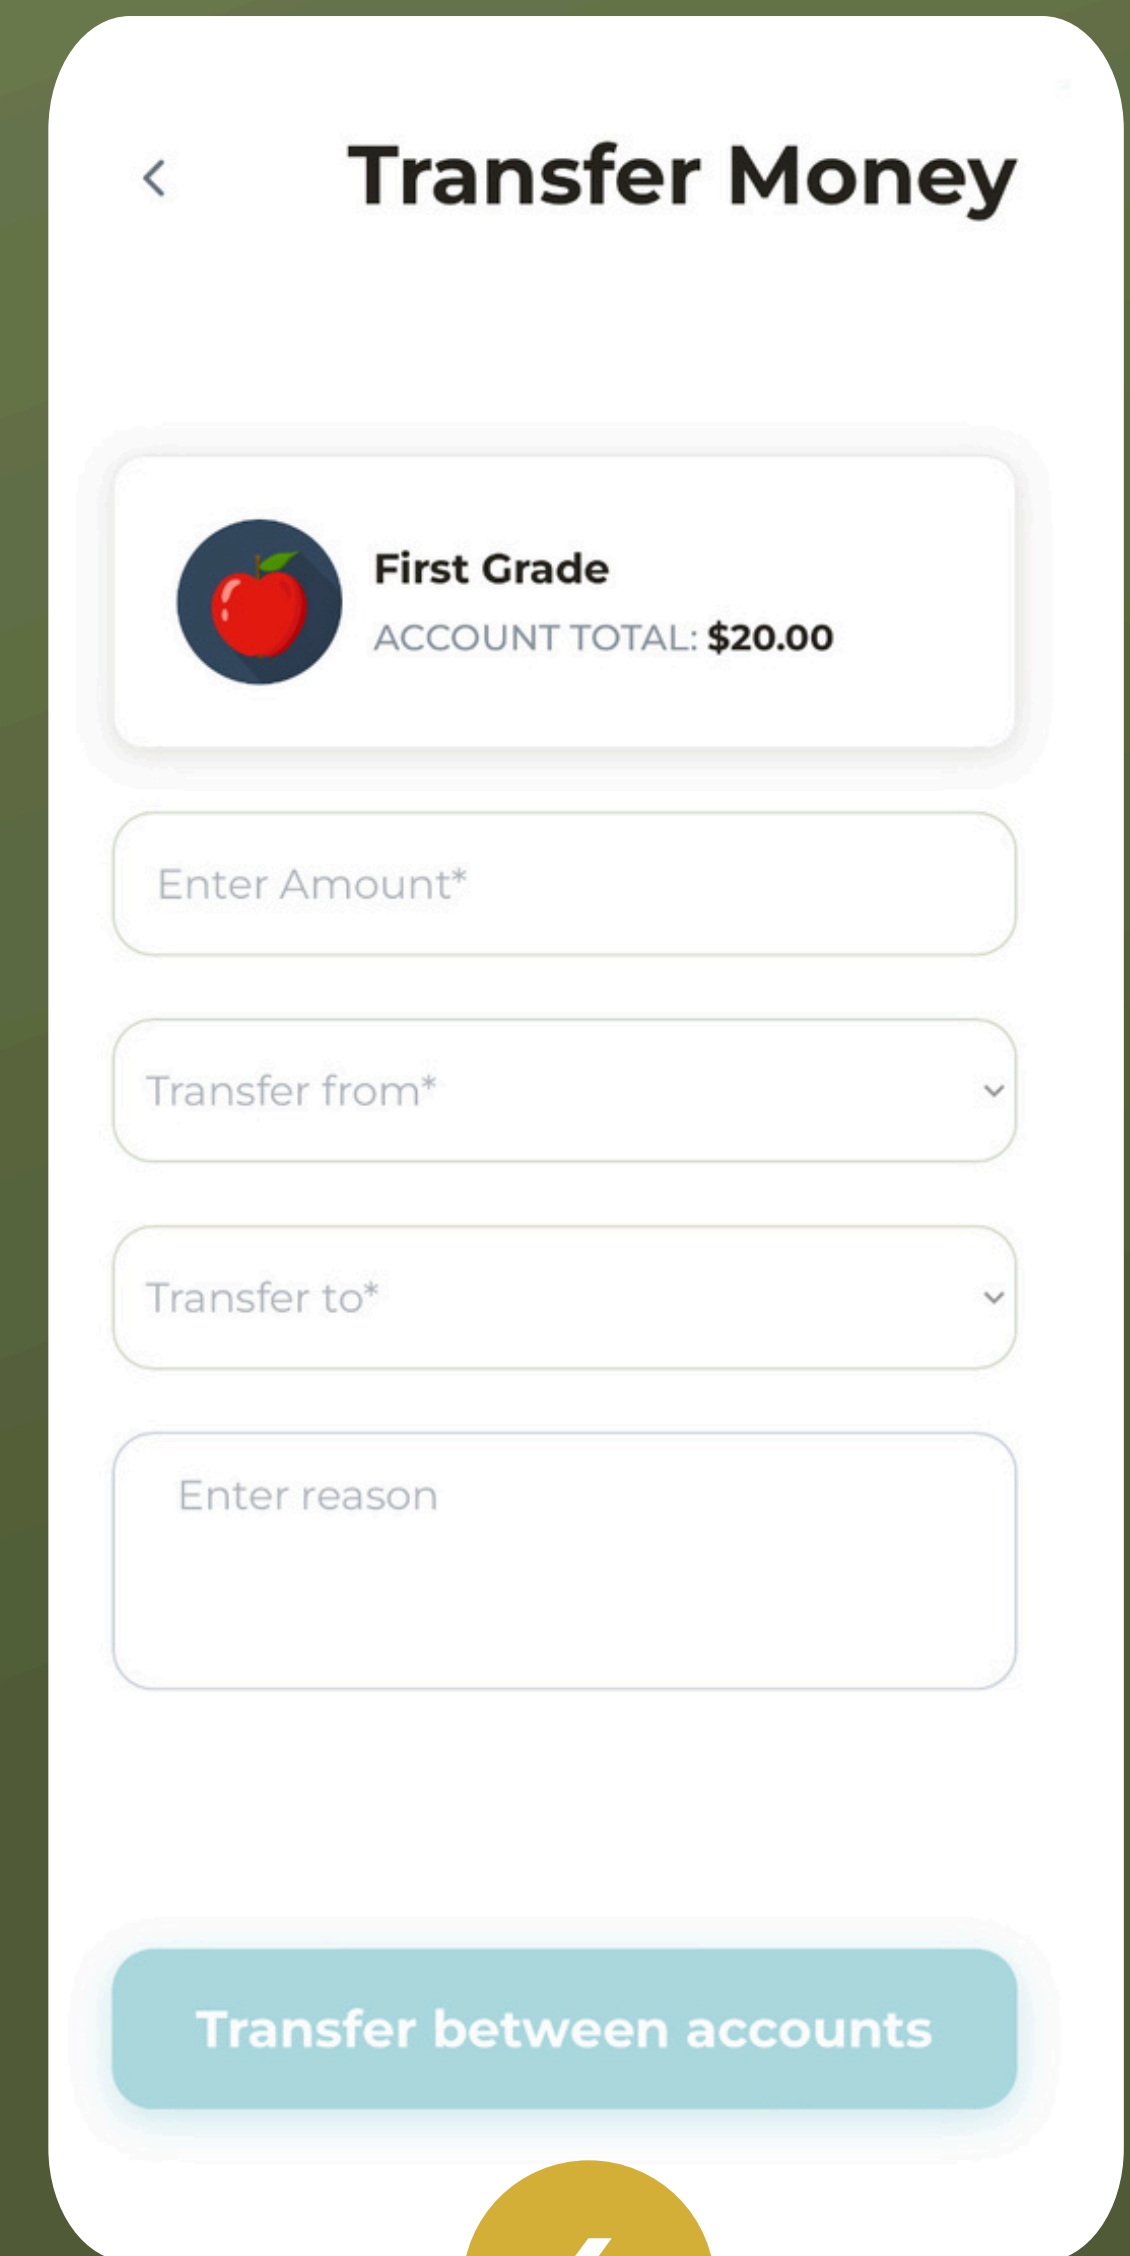 Transfer Money
First Grade
ACCOUNT TOTAL: $20.00
Enter Amount*
Transfer from*
Transfer to*
Enter reason
Transfer between accounts